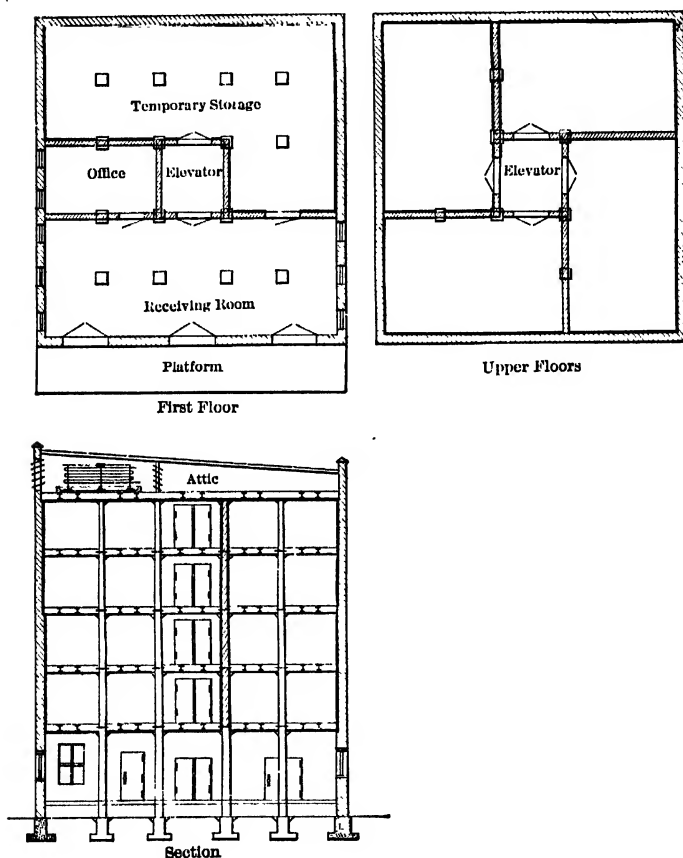 Temporary Storage
Office
Elevator
Receiving Room
Platform
First Floor
Elevator
Upper Floors
Attic
Section